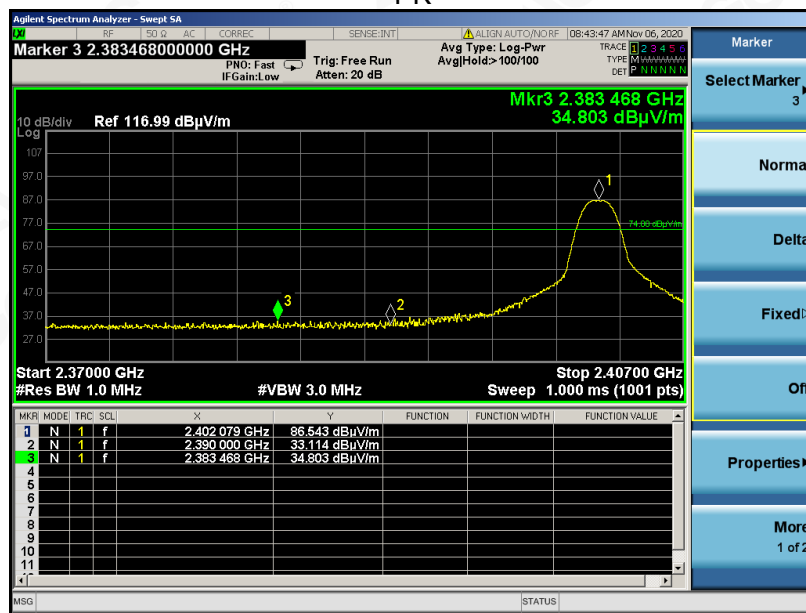 Agilent Spectrum Analyzer - Swept SA
LXI RF 50 Ω AC CORREC SENSE:INT ALIGN AUTO/NO RF 08:43:47 AM Nov 06, 2020
Marker 3 2.383468000000 GHz
PNO: Fast
IFGain:Low
Trig: Free Run
Atten: 20 dB
Avg Type: Log-Pwr
Avg|Hold:>100/100
TRACE 1 2 3 4 5 6
TYPE M
DET P N N N N N
Mkr3 2.383 468 GHz
34.803 dBµV/m
10 dB/div Ref 116.99 dBµV/m
Log
107
97.0
87.0
77.0
67.0
57.0
47.0
37.0
27.0
1
74.00 dBµV/m
3
2
Start 2.37000 GHz Stop 2.40700 GHz
#Res BW 1.0 MHz #VBW 3.0 MHz Sweep 1.000 ms (1001 pts)
MKR MODE TRC SCL X Y FUNCTION FUNCTION WIDTH FUNCTION VALUE
1 N 1 f 2.402 079 GHz 86.543 dBµV/m
2 N 1 f 2.390 000 GHz 33.114 dBµV/m
3 N 1 f 2.383 468 GHz 34.803 dBµV/m
4
5
6
7
8
9
10
11
MSG STATUS
Marker
Select Marker
3
Norma
Delta
Fixed
Off
Properties
More
1 of 2